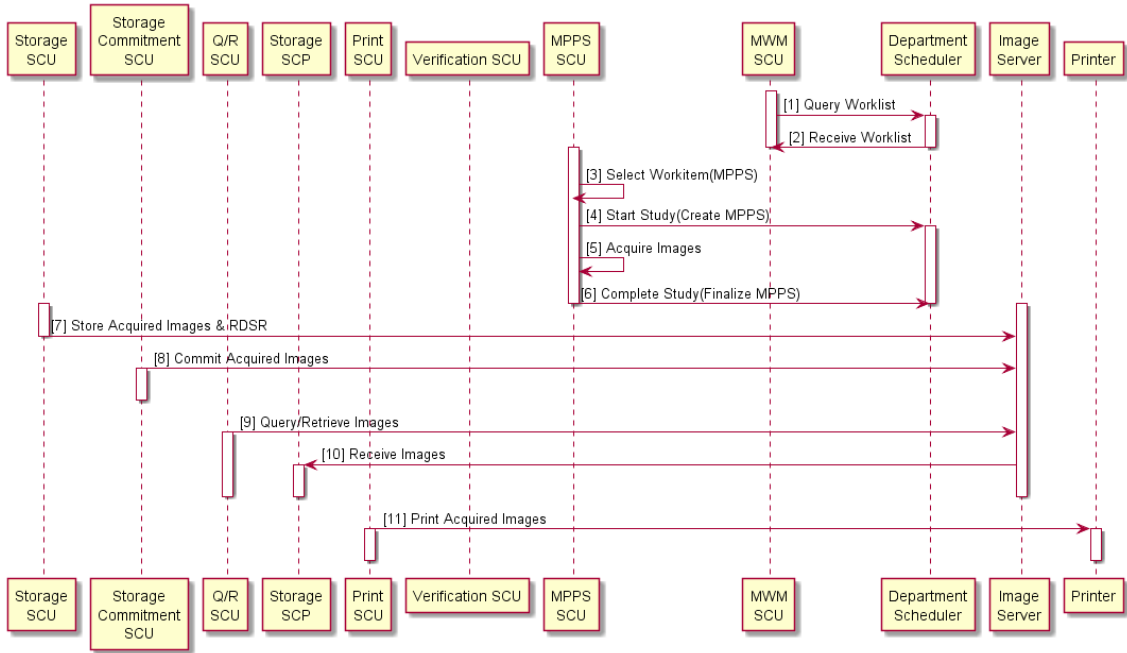 Storage
SCU
Storage
Commitment
SCU
Q/R
SCU
Storage
SCP
Print
SCU
Verification SCU
MPPS
SCU
MWM
SCU
Department
Scheduler
Image
Server
Printer
[1] Query Worklist
[2] Receive Worklist
[3] Select Workitem(MPPS)
[4] Start Study(Create MPPS)
[5] Acquire Images
[6] Complete Study(Finalize MPPS)
[7] Store Acquired Images & RDSR
[8] Commit Acquired Images
[9] Query/Retrieve Images
[10] Receive Images
[11] Print Acquired Images
Storage
SCU
Storage
Commitment
SCU
Q/R
SCU
Storage
SCP
Print
SCU
Verification SCU
MPPS
SCU
MWM
SCU
Department
Scheduler
Image
Server
Printer